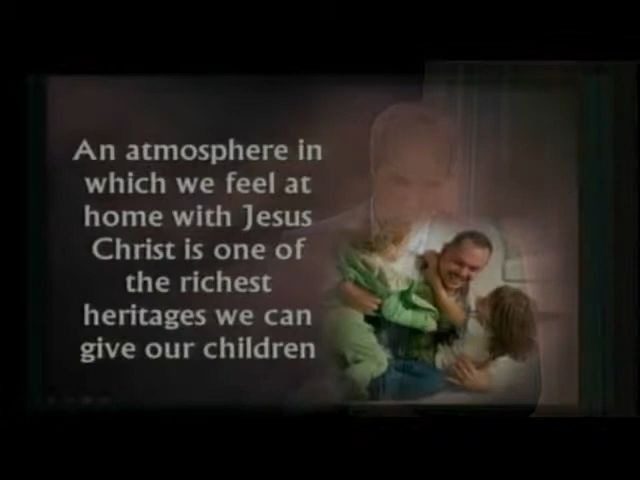 An atmosphere in
which we feel at
home with Jesus
Christ is one of
the richest
heritages we can
give our children